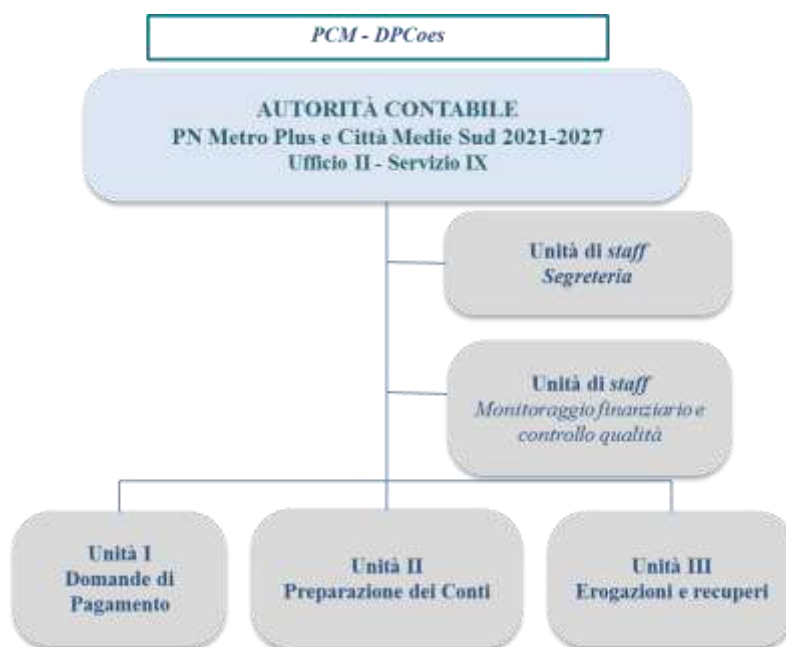 PCM - DPCoes
AUTORITÀ CONTABILE
PN Metro Plus e Città Medie Sud 2021-2027
Ufficio II - Servizio IX
Unità di staff
Segreteria
Unità di staff
Monitoraggio finanziario e
controllo qualità
Unità I
Domande di
Pagamento
Unità II
Preparazione dei Conti
Unità III
Erogazioni e recuperi